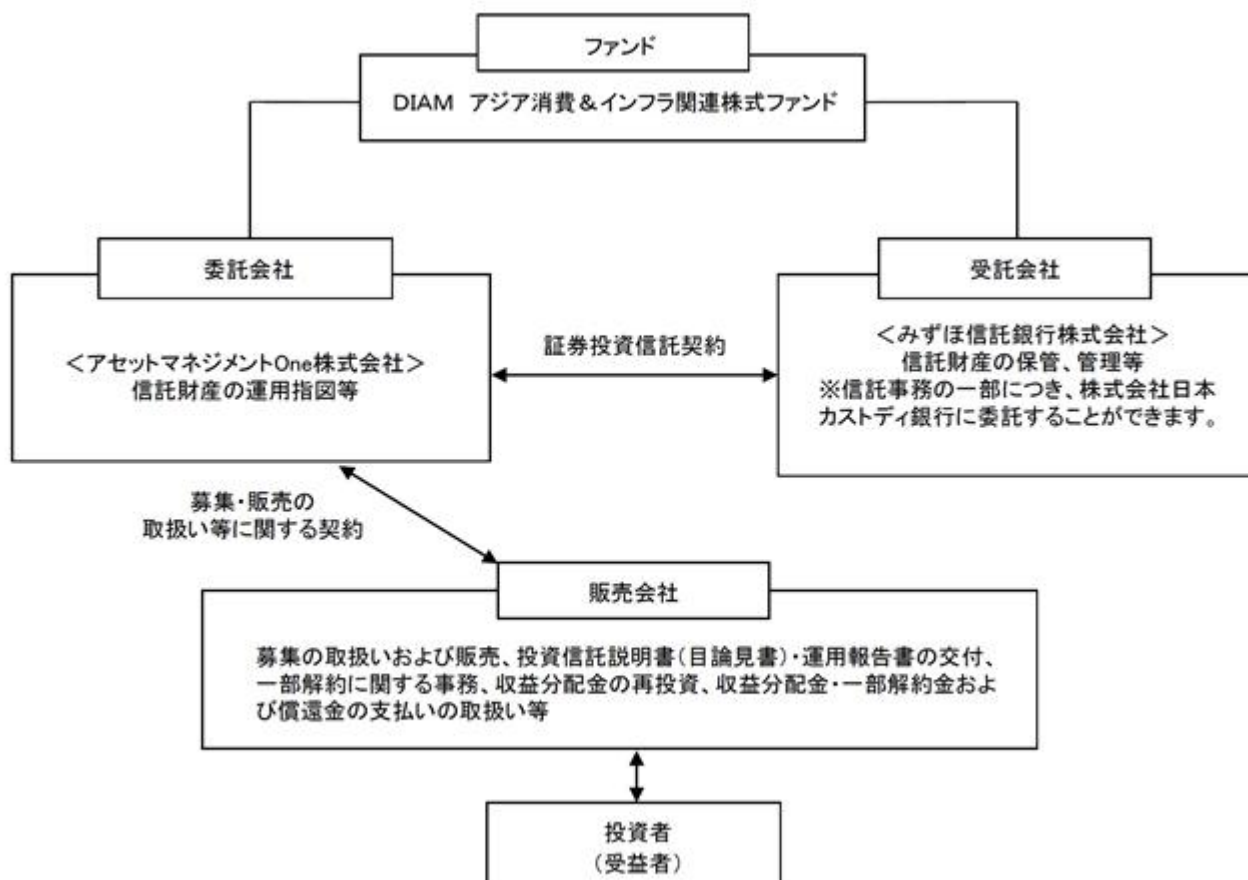 ファンド
DIAM アジア消費＆インフラ関連株式ファンド
委託会社
＜アセットマネジメントOne株式会社＞
信託財産の運用指図等
証券投資信託契約
受託会社
＜みずほ信託銀行株式会社＞
信託財産の保管、管理等
※信託事務の一部につき、株式会社日本
カストディ銀行に委託することができます。
募集・販売の
取扱い等に関する契約
販売会社
募集の取扱いおよび販売、投資信託説明書（目論見書）・運用報告書の交付、
一部解約に関する事務、収益分配金の再投資、収益分配金・一部解約金およ
び償還金の支払いの取扱い等
投資者
（受益者）